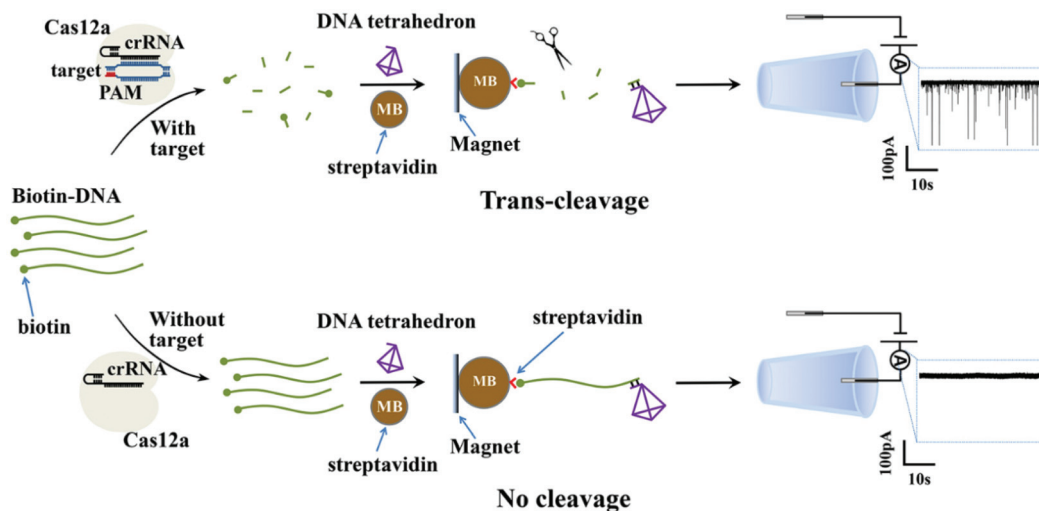 Cas12a
crRNA
target
PAM
With
target
DNA tetrahedron
MB
streptavidin
MB
Magnet
Trans-cleavage
A
100pA
10s
Biotin-DNA
biotin
Without
target
crRNA
Cas12a
DNA tetrahedron
MB
streptavidin
streptavidin
MB
Magnet
No cleavage
A
100pA
10s